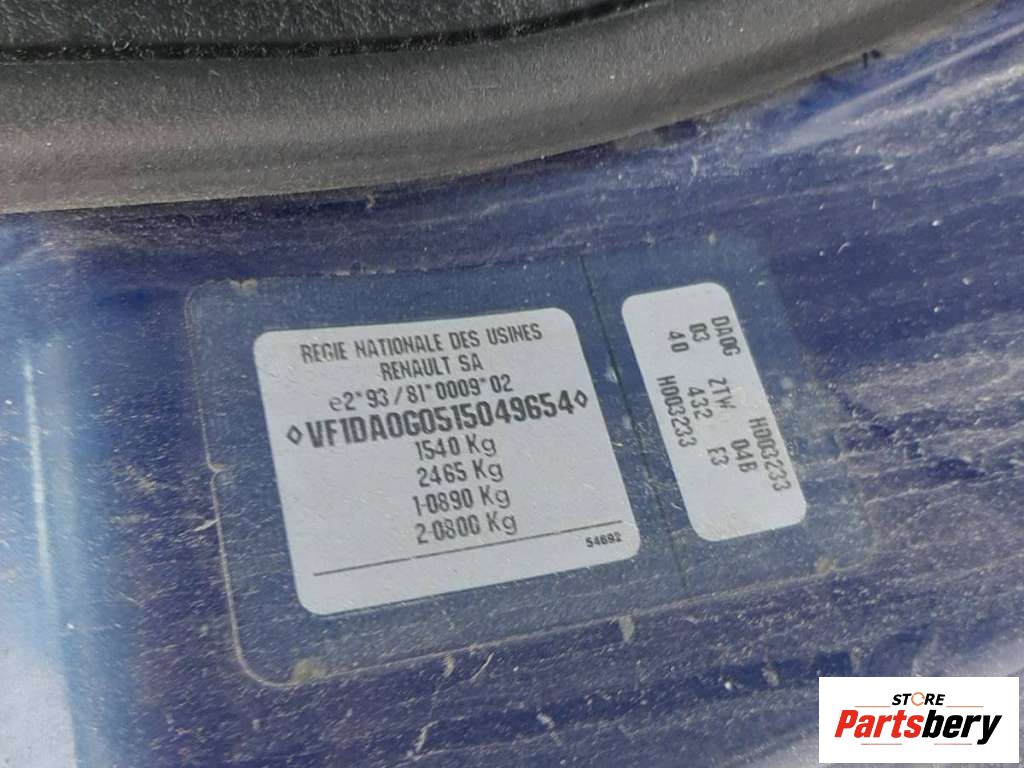 REGIE NATIONALE DES USINES
RENAULT SA
e2*93/81*0009*02
◊VF1DA0G0515049654◊
1540 Kg
2465 Kg
1-0890 Kg
2-0800 Kg
54692
DA0G H003233
03 ZTW 04B
40 432 E3
H003233
STORE
Partsbery